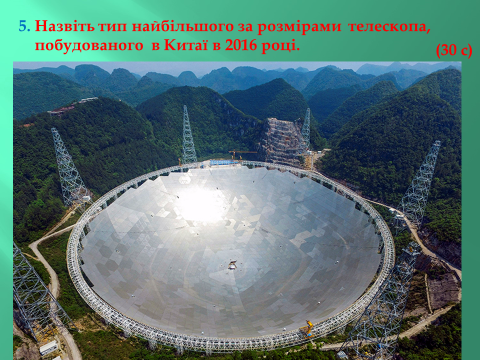 5. Назвіть тип найбільшого за розмірами телескопа,
побудованого в Китаї в 2016 році.
(30 с)